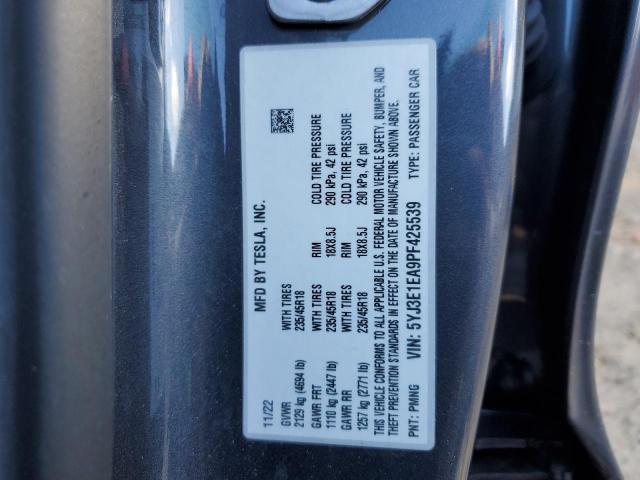 MFD BY TESLA, INC.
11/22
GVWR WITH TIRES RIM COLD TIRE PRESSURE
2129 kg (4694 lb) 235/45R18 18X8.5J 290 kPa, 42 psi
GAWR FRT
1110 kg (2447 lb) 235/45R18
GAWR RR WITH TIRES RIM COLD TIRE PRESSURE
1257 kg (2771 lb) 235/45R18 18X8.5J 290 kPa, 42 psi
THIS VEHICLE CONFORMS TO ALL APPLICABLE U.S. FEDERAL MOTOR VEHICLE SAFETY, BUMPER, AND
THEFT PREVENTION STANDARDS IN EFFECT ON THE DATE OF MANUFACTURE SHOWN ABOVE.
PNT: PMNG VIN: 5YJ3E1EA9PF425539 TYPE: PASSENGER CAR